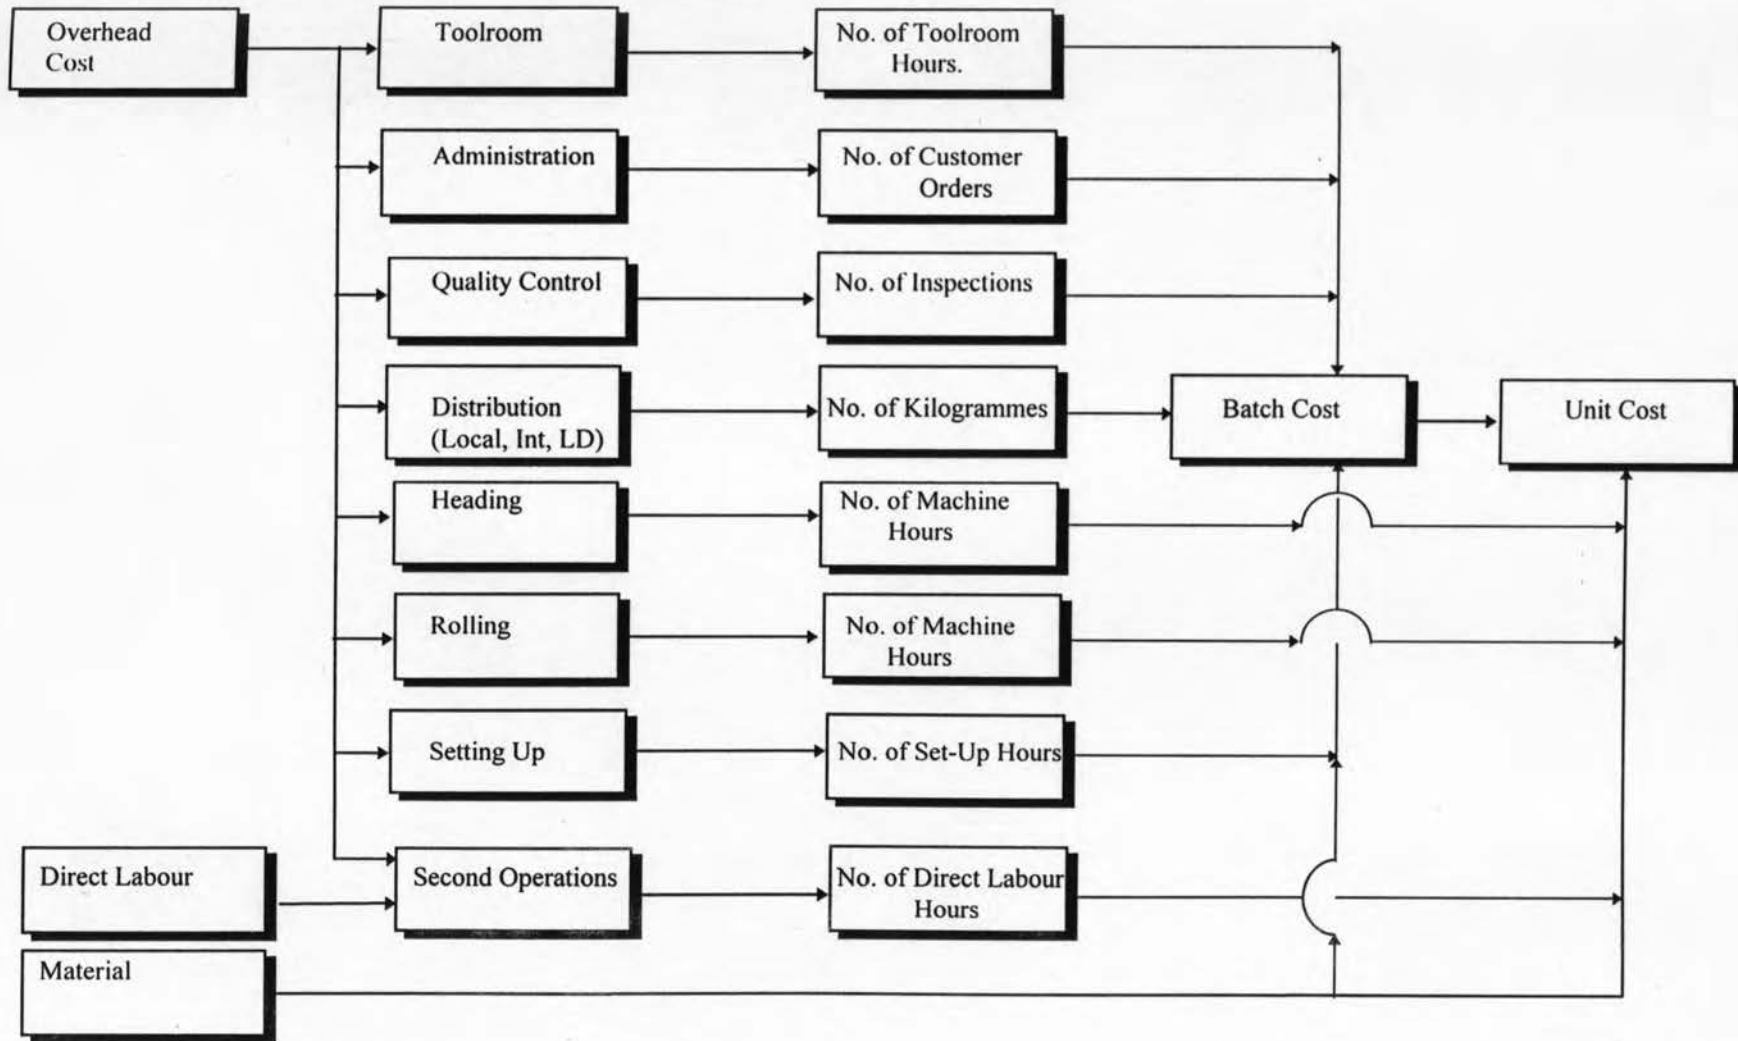 Overhead
Cost
Toolroom
No. of Toolroom
Hours.
Administration
No. of Customer
Orders
Quality Control
No. of Inspections
Distribution
(Local, Int, LD)
No. of Kilogrammes
Batch Cost
Unit Cost
Heading
No. of Machine
Hours
Rolling
No. of Machine
Hours
Setting Up
No. of Set-Up Hours
Direct Labour
Second Operations
No. of Direct Labour
Hours
Material